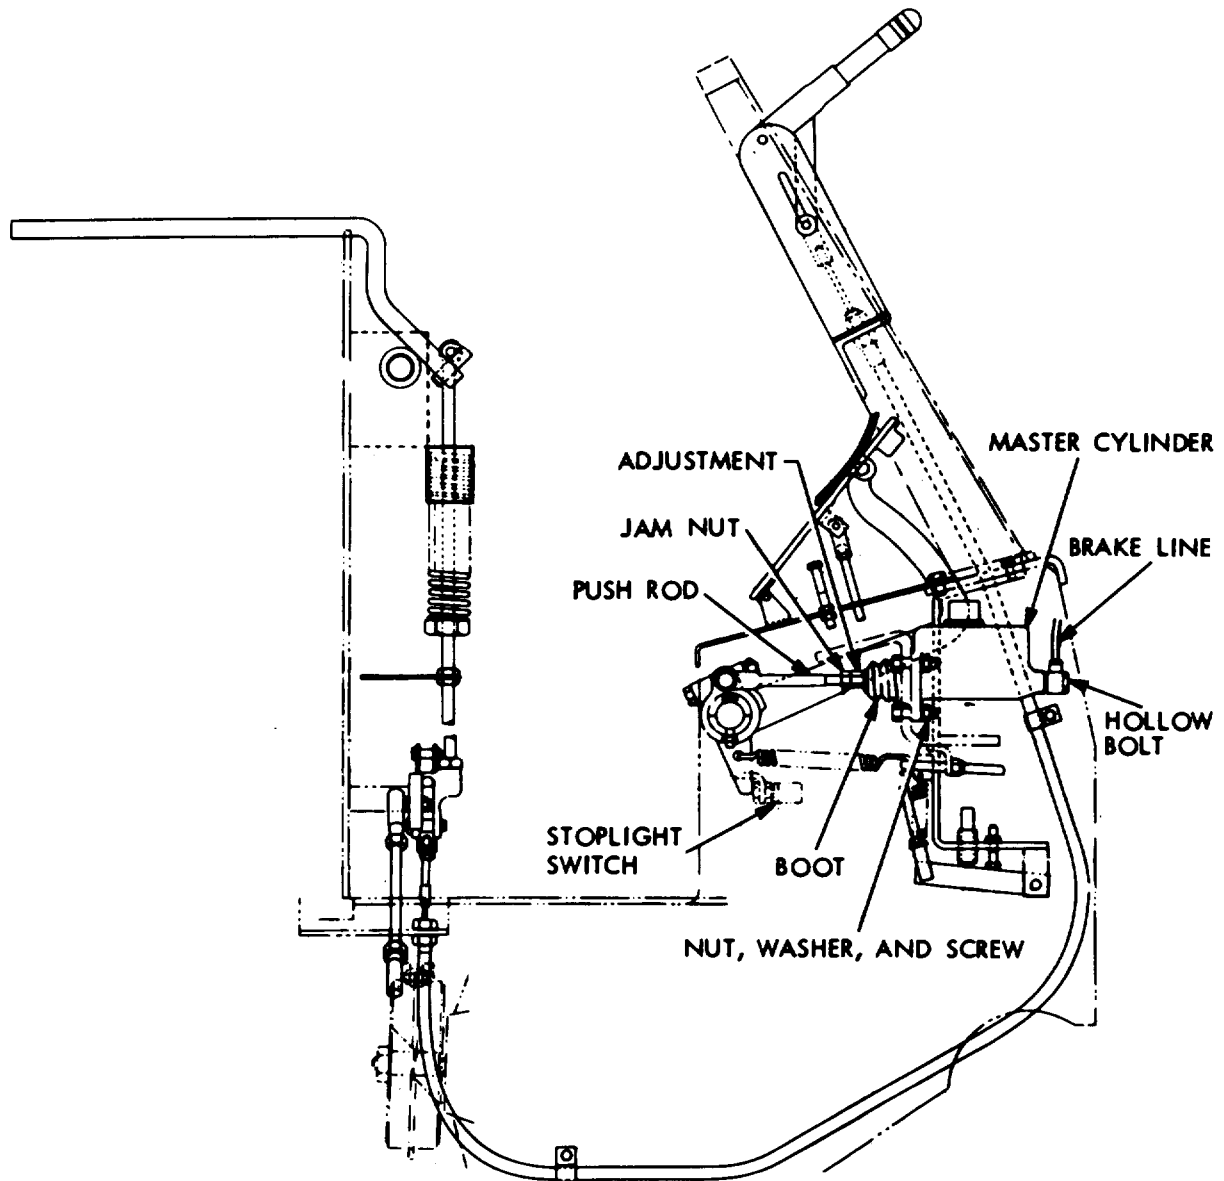 MASTER CYLINDER
ADJUSTMENT
JAM NUT
BRAKE LINE
PUSH ROD
HOLLOW
BOLT
STOPLIGHT
SWITCH
BOOT
NUT, WASHER, AND SCREW